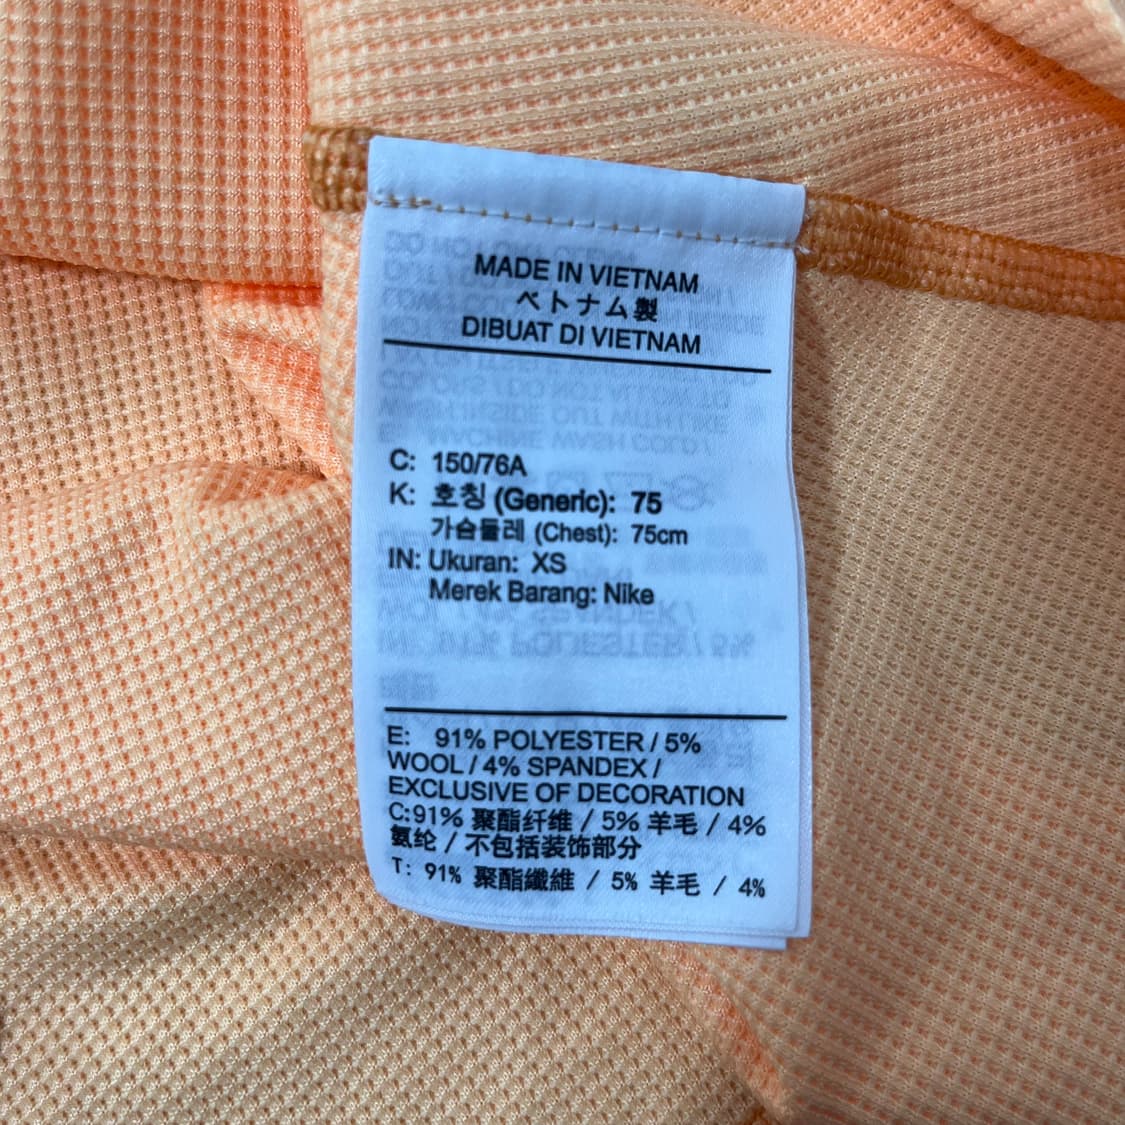 MADE IN VIETNAM
ベトナム製
DIBUAT DI VIETNAM
C: 150/76A
K: 호칭 (Generic): 75
가슴둘레 (Chest): 75cm
IN: Ukuran: XS
Merek Barang: Nike
E: 91% POLYESTER / 5%
WOOL / 4% SPANDEX /
EXCLUSIVE OF DECORATION
C:91% 聚酯纤维 / 5% 羊毛 / 4%
氨纶 / 不包括装饰部分
T: 91% 聚酯纖維 / 5% 羊毛 / 4%